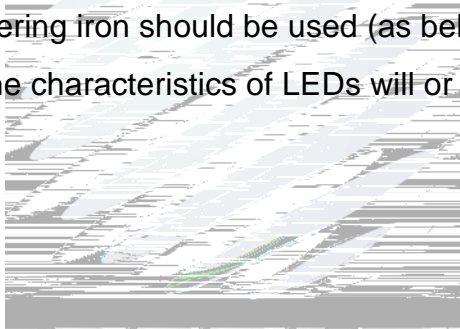 ering iron should be used (as bel
e characteristics of LEDs will or